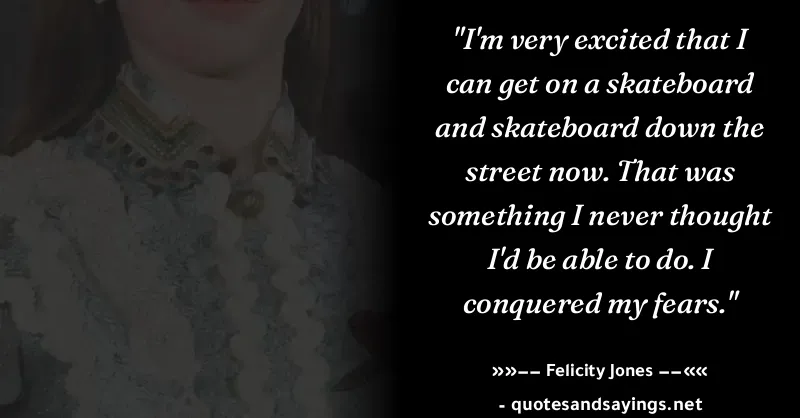 "I'm very excited that I
can get on a skateboard
and skateboard down the
street now. That was
something I never thought
I'd be able to do. I
conquered my fears."
»»−− Felicity Jones −−««
- quotesandsayings.net